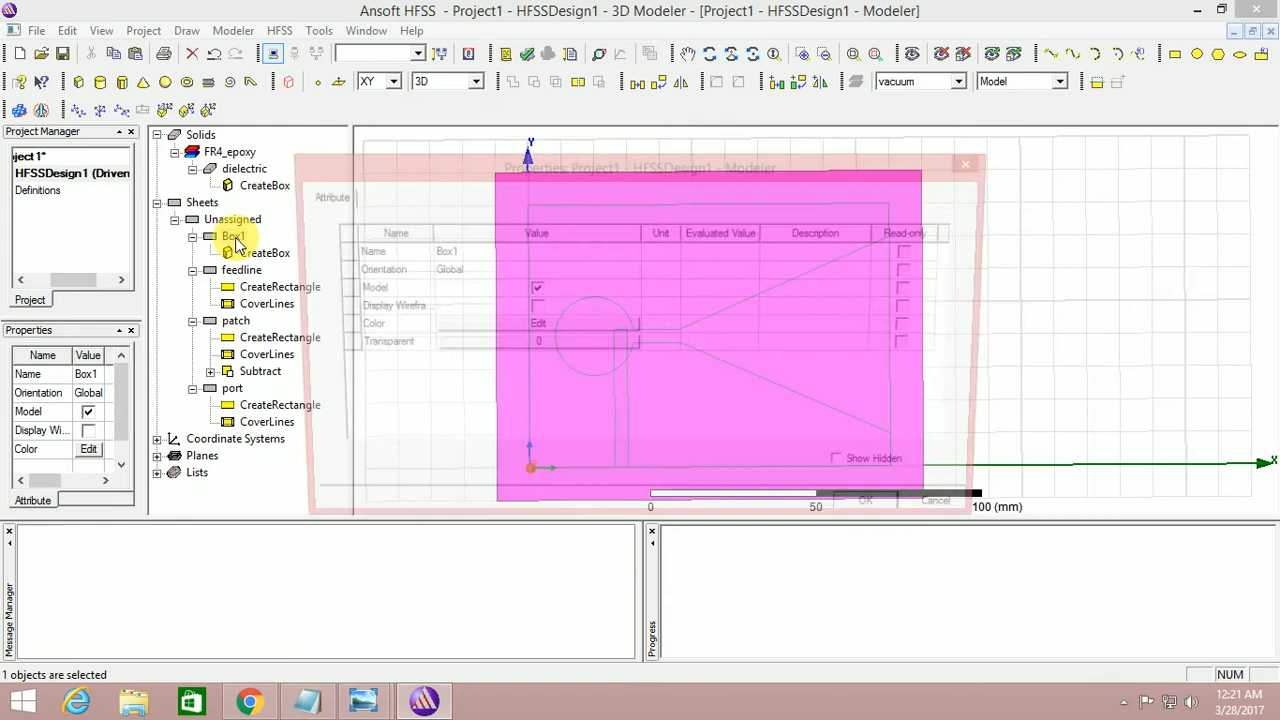 Ansoft HFSS - Project1 - HFSSDesign1 - 3D Modeler - [Project1 - HFSSDesign1 - Modeler]
File Edit View Project Draw Modeler HFSS Tools Window Help
XY 3D vacuum Model
Project Manager
ject1*
HFSSDesign1 (Driven
Definitions
Project
Properties
Name Value
Name Box1
Orientation Global
Model
Display Wi...
Color Edit
Attribute
Solids
FR4_epoxy
dielectric
CreateBox
Sheets
Unassigned
Box1
CreateBox
feedline
CreateRectangle
CoverLines
patch
CreateRectangle
CoverLines
Subtract
port
CreateRectangle
CoverLines
Coordinate Systems
Planes
Lists
Properties: Project1 - HFSSDesign1 - Modeler
Attribute
Name Value Unit Evaluated Value Description Read-only
Name Box1
Orientation Global
Model
Display Wirefra...
Color Edit
Transparent 0
Show Hidden
OK Cancel
Y
X
0 50 100 (mm)
Message Manager
Progress
1 objects are selected
NUM
12:21 AM
3/28/2017